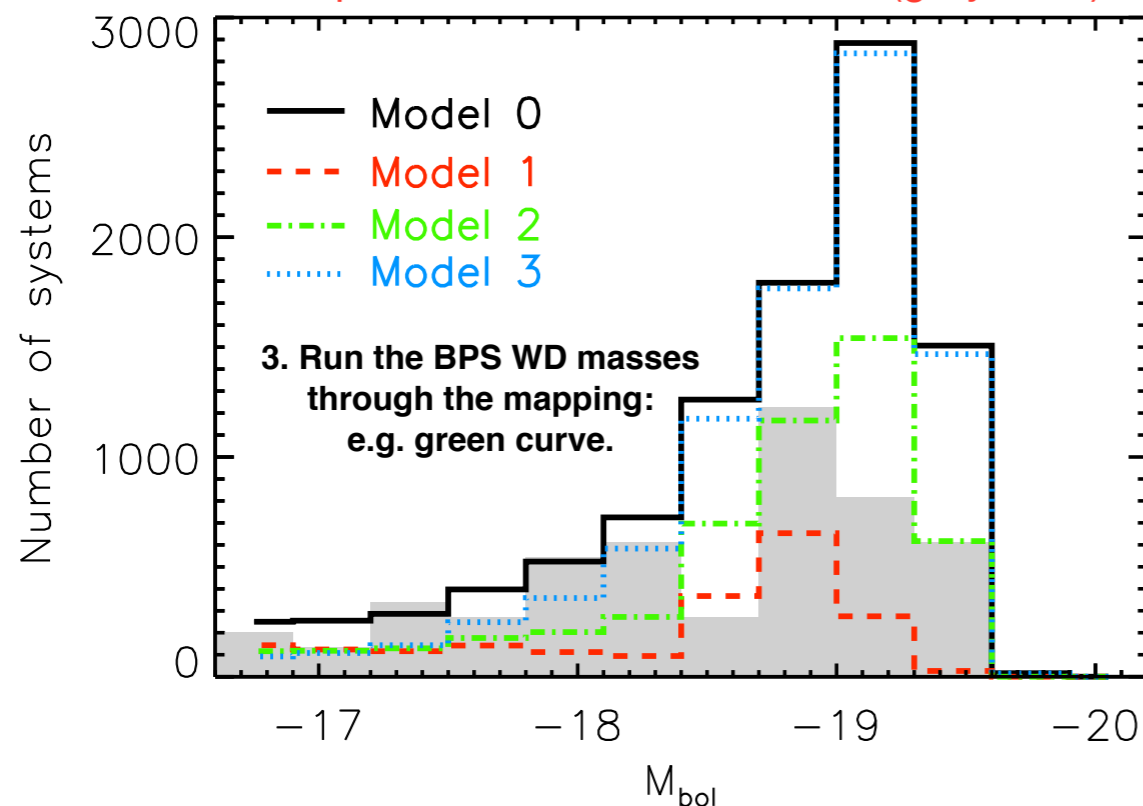 3000
2000
1000
0
Number of systems
Model 0
Model 1
Model 2
Model 3
3. Run the BPS WD masses
through the mapping:
e.g. green curve.
−17 −18 −19 −20
M_bol